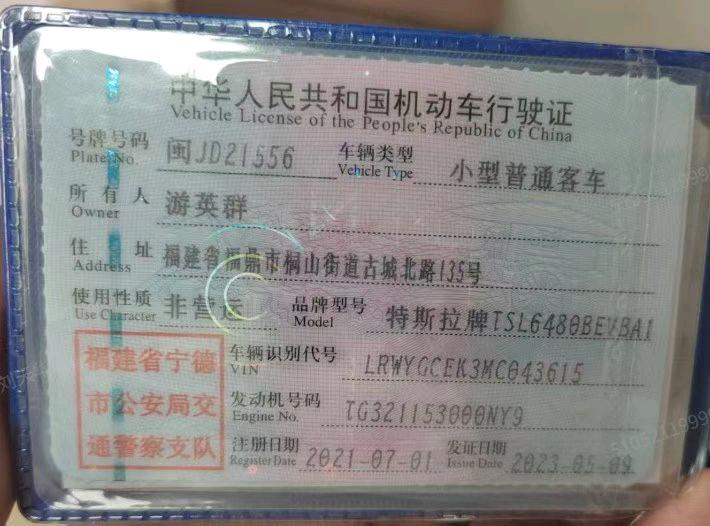 中华人民共和国机动车行驶证
Vehicle License of the People's Republic of China
号牌号码 闽JD21556 车辆类型 小型普通客车
Plate No. Vehicle Type
所有人 游英群
Owner
住址 福建省福鼎市桐山街道古城北路135号
Address
使用性质 非营运 品牌型号 特斯拉牌TSL6480BEVBA1
Use Character Model
福建省宁德 车辆识别代号 LRWYGCEK3MC043615
VIN
市公安局交 发动机号码 TG321153000NY9
Engine No.
通警察支队 注册日期 2021-07-01 发证日期 2023-05-09
Register Date Issue Date